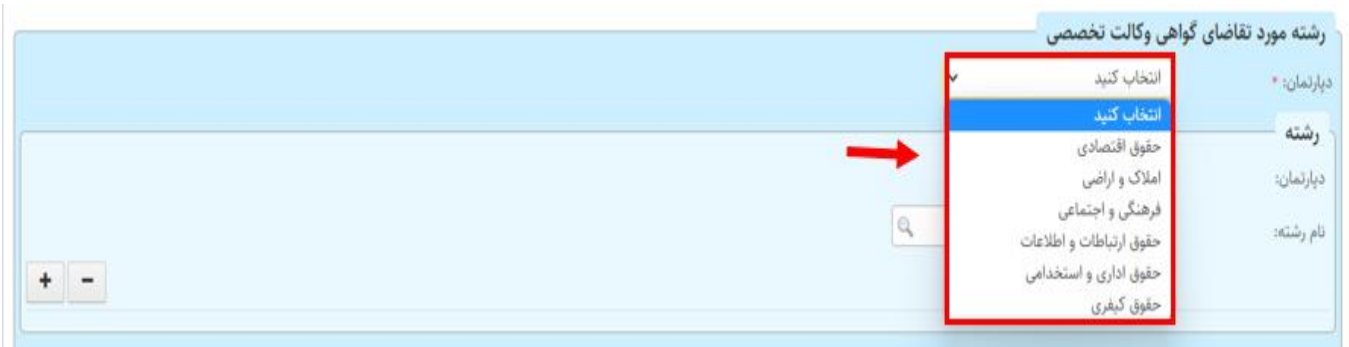 رشته مورد تقاضای گواهی وکالت تخصصی
دپارتمان: * انتخاب کنید
انتخاب کنید
رشته
حقوق اقتصادی
دپارتمان:
املاک و اراضی
فرهنگی و اجتماعی
نام رشته:
حقوق ارتباطات و اطلاعات
حقوق اداری و استخدامی
+ -
حقوق کیفری